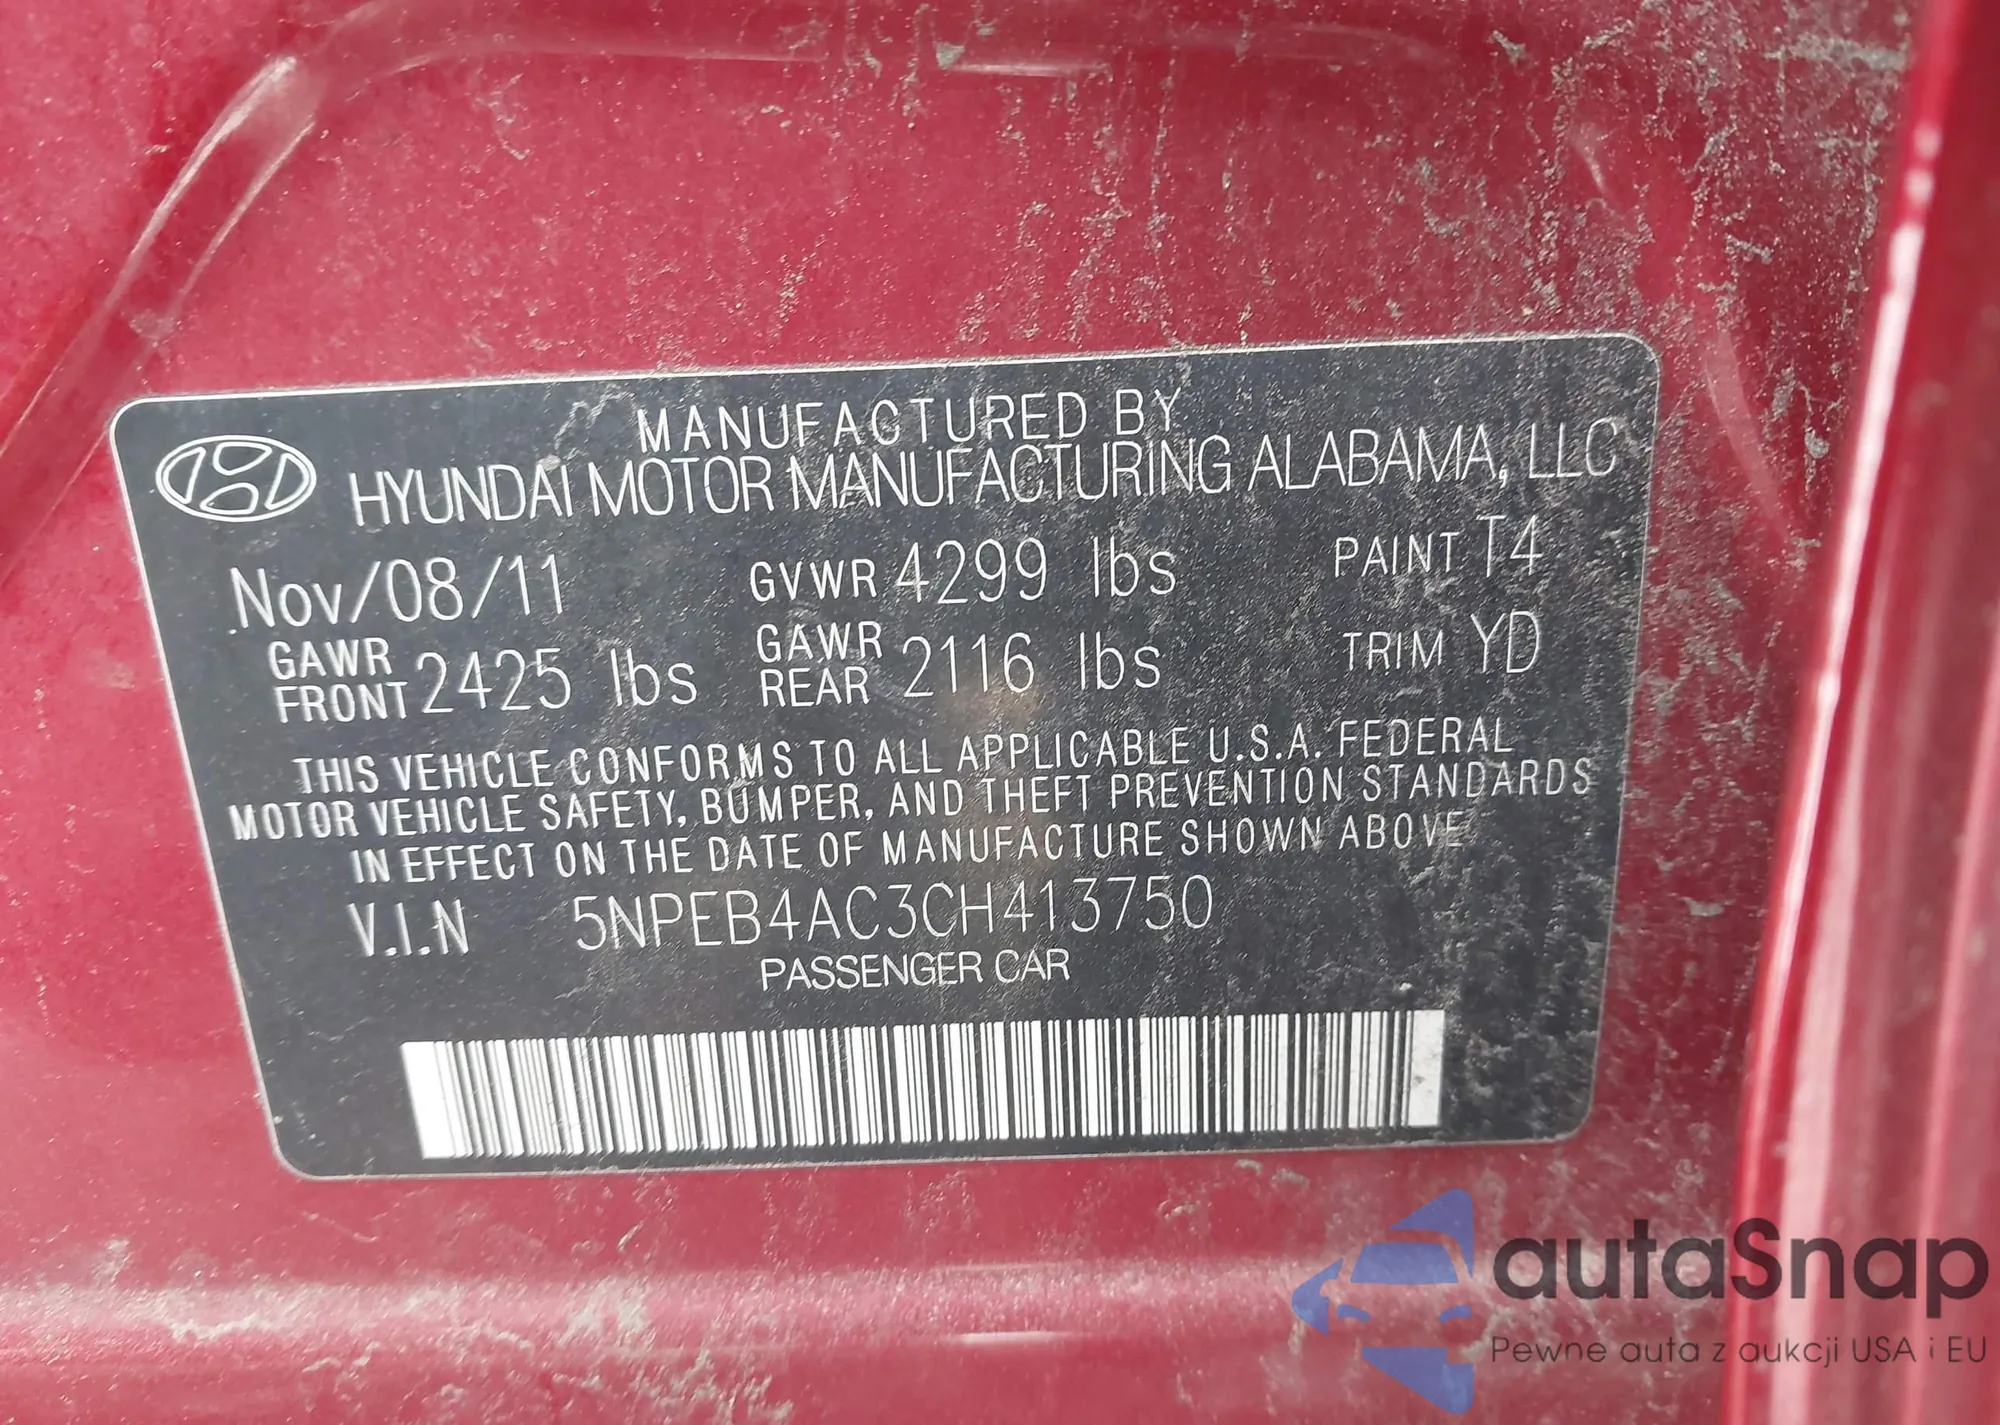 MANUFACTURED BY
HYUNDAI MOTOR MANUFACTURING ALABAMA, LLC
Nov/08/11 GVWR 4299 lbs PAINT T4
GAWR FRONT 2425 lbs GAWR REAR 2116 lbs TRIM YD
THIS VEHICLE CONFORMS TO ALL APPLICABLE U.S.A. FEDERAL
MOTOR VEHICLE SAFETY, BUMPER, AND THEFT PREVENTION STANDARDS
IN EFFECT ON THE DATE OF MANUFACTURE SHOWN ABOVE
V.I.N 5NPEB4AC3CH413750
PASSENGER CAR
autaSnap
Pewne auta z aukcji USA i EU